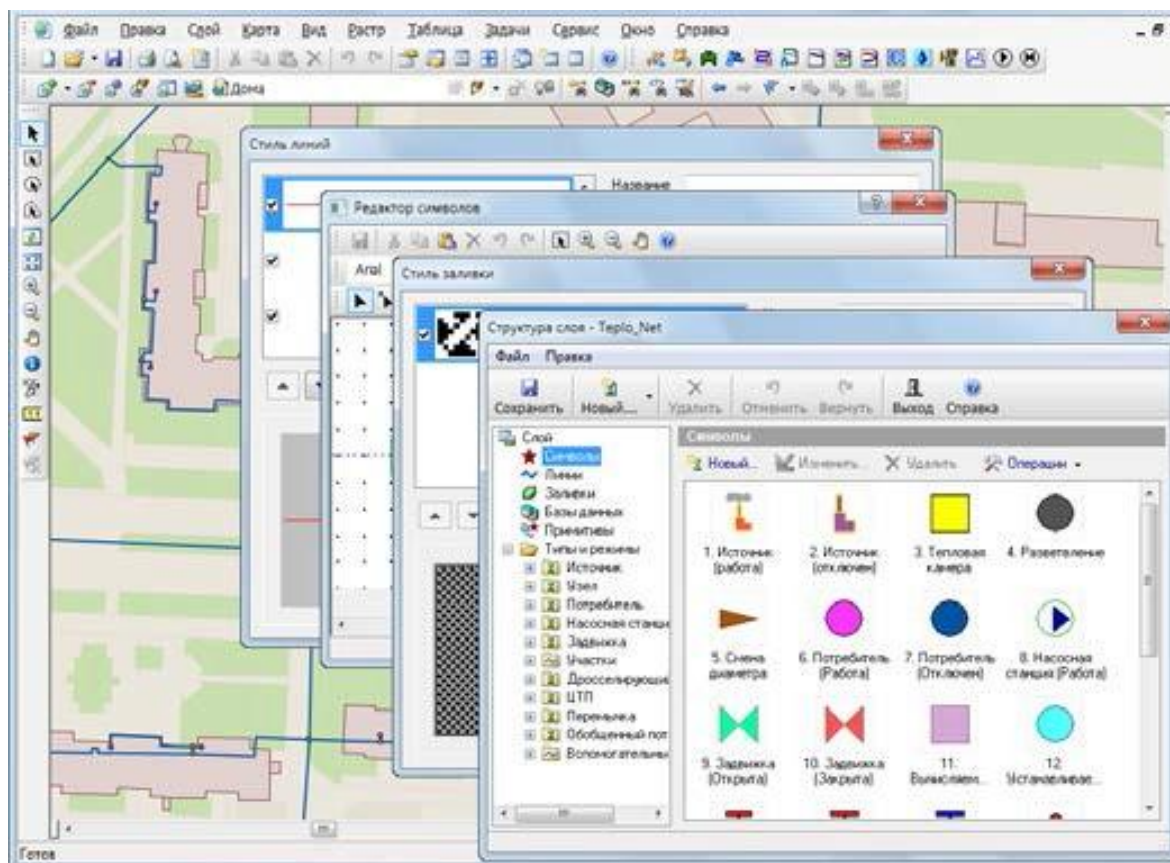 Файл Правка Слой Карта Вид Растр Таблица Задачи Сервис Окно Справка
Дома
Стиль линий
Название
Редактор символов
Arial
Стиль заливки
Структура слоя - Teplo_Net
Файл Правка
Сохранить Новый... Удалить Отменить Вернуть Выход Справка
Слой
Символы
Линии
Заливки
Базы данных
Примитивы
Типы и режимы
Источник
Узел
Потребитель
Насосная станци
Задвижка
Участки
Дросселирующи
ЦТП
Перемычка
Обобщенный пот
Вспомогательны
Символы
Новый... Изменить... Удалить Операции
1. Источник (работа)
2. Источник (отключен)
3. Тепловая камера
4. Разветвление
5. Смена диаметра
6. Потребитель (Работа)
7. Потребитель (Отключен)
8. Насосная станция (Работа)
9. Задвижка (Открыта)
10. Задвижка (Закрыта)
11. Вычисляем...
12. Устанавливае...
Готов